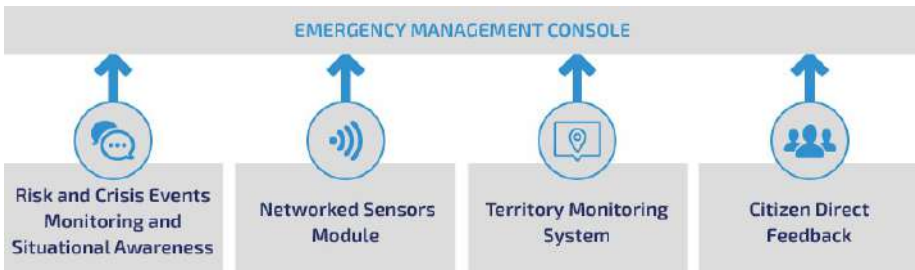 EMERGENCY MANAGEMENT CONSOLE
Risk and Crisis Events
Monitoring and
Situational Awareness
Networked Sensors
Module
Territory Monitoring
System
Citizen Direct
Feedback